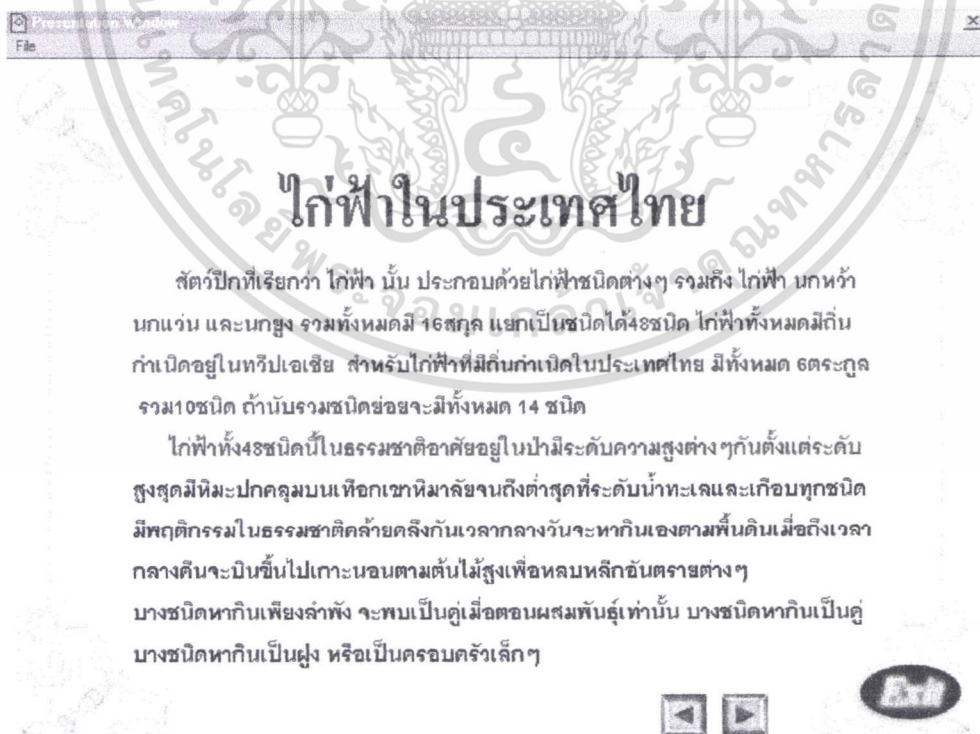 Presentation Window
File
ไก่ฟ้าในประเทศไทย
สัตว์ปีกที่เรียกว่า ไก่ฟ้า นั้น ประกอบด้วยไก่ฟ้าชนิดต่างๆ รวมถึง ไก่ฟ้า นกหว้า
นกแว่น และนกยูง รวมทั้งหมดมี 16สกุล แยกเป็นชนิดได้48ชนิด ไก่ฟ้าทั้งหมดมีถิ่น
กำเนิดอยู่ในทวีปเอเชีย สำหรับไก่ฟ้าที่มีถิ่นกำเนิดในประเทศไทย มีทั้งหมด 6ตระกูล
รวม10ชนิด ถ้านับรวมชนิดย่อยจะมีทั้งหมด 14 ชนิด
ไก่ฟ้าทั้ง48ชนิดนี้ในธรรมชาติอาศัยอยู่ในป่ามีระดับความสูงต่างๆกันตั้งแต่ระดับ
สูงสุดมีหิมะปกคลุมบนเทือกเขาหิมาลัยจนถึงต่ำสุดที่ระดับน้ำทะเลและเกือบทุกชนิด
มีพฤติกรรมในธรรมชาติคล้ายคลึงกันเวลากลางวันจะหากินเองตามพื้นดินเมื่อถึงเวลา
กลางคืนจะบินขึ้นไปเกาะนอนตามต้นไม้สูงเพื่อหลบหลีกอันตรายต่างๆ
บางชนิดหากินเพียงลำพัง จะพบเป็นคู่เมื่อตอนผสมพันธุ์เท่านั้น บางชนิดหากินเป็นคู่
บางชนิดหากินเป็นฝูง หรือเป็นครอบครัวเล็กๆ
Exit